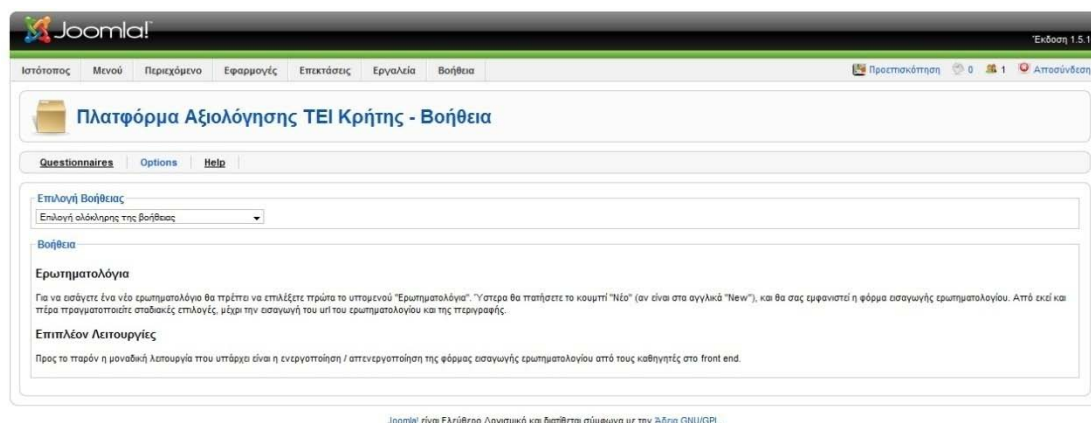 Joomla!
Έκδοση 1.5.1
Ιστότοπος Μενού Περιεχόμενο Εφαρμογές Επεκτάσεις Εργαλεία Βοήθεια Προεπισκόπηση 0 1 Αποσύνδεση
Πλατφόρμα Αξιολόγησης ΤΕΙ Κρήτης - Βοήθεια
Questionnaires Options Help
Επιλογή Βοήθειας
Επιλογή ολόκληρης της βοήθειας
Βοήθεια
Ερωτηματολόγια
Για να εισάγετε ένα νέο ερωτηματολόγιο θα πρέπει να επιλέξετε πρώτα το υπομενού "Ερωτηματολόγια". Ύστερα θα πατήσετε το κουμπί "Νέο" (αν είναι στα αγγλικά "New"), και θα σας εμφανιστεί η φόρμα εισαγωγής ερωτηματολογίου. Από εκεί και
πέρα πραγματοποιείτε σταδιακές επιλογές, μέχρι την εισαγωγή του url του ερωτηματολογίου και της περιγραφής.
Επιπλέον Λειτουργίες
Προς το παρόν η μοναδική λειτουργία που υπάρχει είναι η ενεργοποίηση / απενεργοποίηση της φόρμας εισαγωγής ερωτηματολογίου από τους καθηγητές στο front end.
Joomla! είναι Ελεύθερο Λογισμικό και διατίθεται σύμφωνα με την Άδεια GNU/GPL